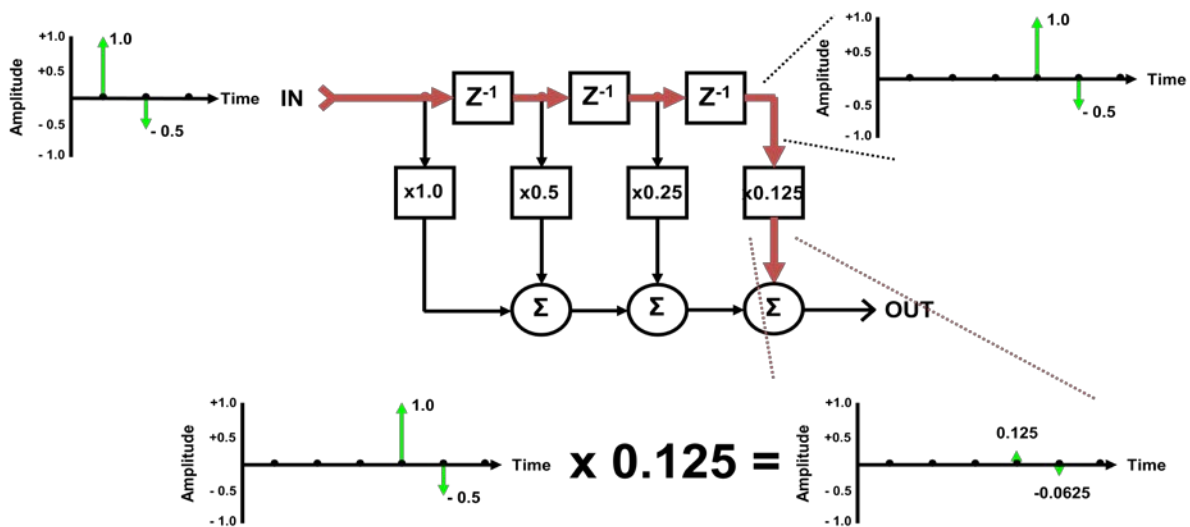 +1.0
1.0
+0.5
Amplitude
Time
- 0.5
- 0.5
- 1.0
IN
Z-1
Z-1
Z-1
x1.0
x0.5
x0.25
x0.125
Σ
Σ
Σ
OUT
+1.0
1.0
+0.5
Amplitude
Time
-0.5
-0.5
- 1.0
+1.0
1.0
+0.5
Amplitude
Time
- 0.5
- 0.5
- 1.0
x 0.125 =
+1.0
+0.5
0.125
Amplitude
Time
- 0.5
-0.0625
- 1.0